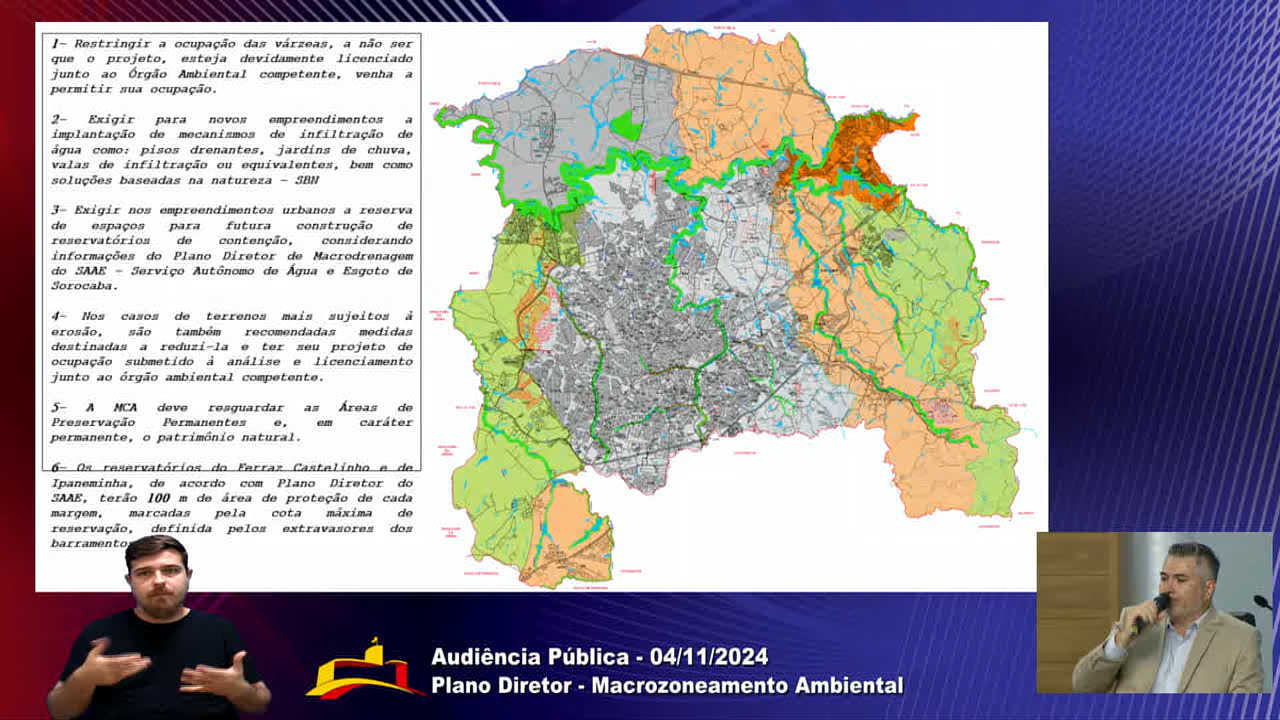 1- Restringir a ocupação das várzeas, a não ser
que o projeto, esteja devidamente licenciado
junto ao Órgão Ambiental competente, venha a
permitir sua ocupação.
2- Exigir para novos empreendimentos a
implantação de mecanismos de infiltração de
água como: pisos drenantes, jardins de chuva,
valas de infiltração ou equivalentes, bem como
soluções baseadas na natureza - SBN
3- Exigir nos empreendimentos urbanos a reserva
de espaços para futura construção de
reservatórios de contenção, considerando
informações do Plano Diretor de Macrodrenagem
do SAAE - Serviço Autônomo de Água e Esgoto de
Sorocaba.
4- Nos casos de terrenos mais sujeitos à
erosão, são também recomendadas medidas
destinadas a reduzi-la e ter seu projeto de
ocupação submetido à análise e licenciamento
junto ao órgão ambiental competente.
5- A MCA deve resguardar as Áreas de
Preservação Permanentes e, em caráter
permanente, o patrimônio natural.
6- Os reservatórios do Ferraz Castelinho e de
Ipaneminha, de acordo com Plano Diretor do
SAAE, terão 100 m de área de proteção de cada
margem, marcadas pela cota máxima de
reservação, definida pelos extravasores dos
Audiência Pública - 04/11/2024
Plano Diretor - Macrozoneamento Ambiental